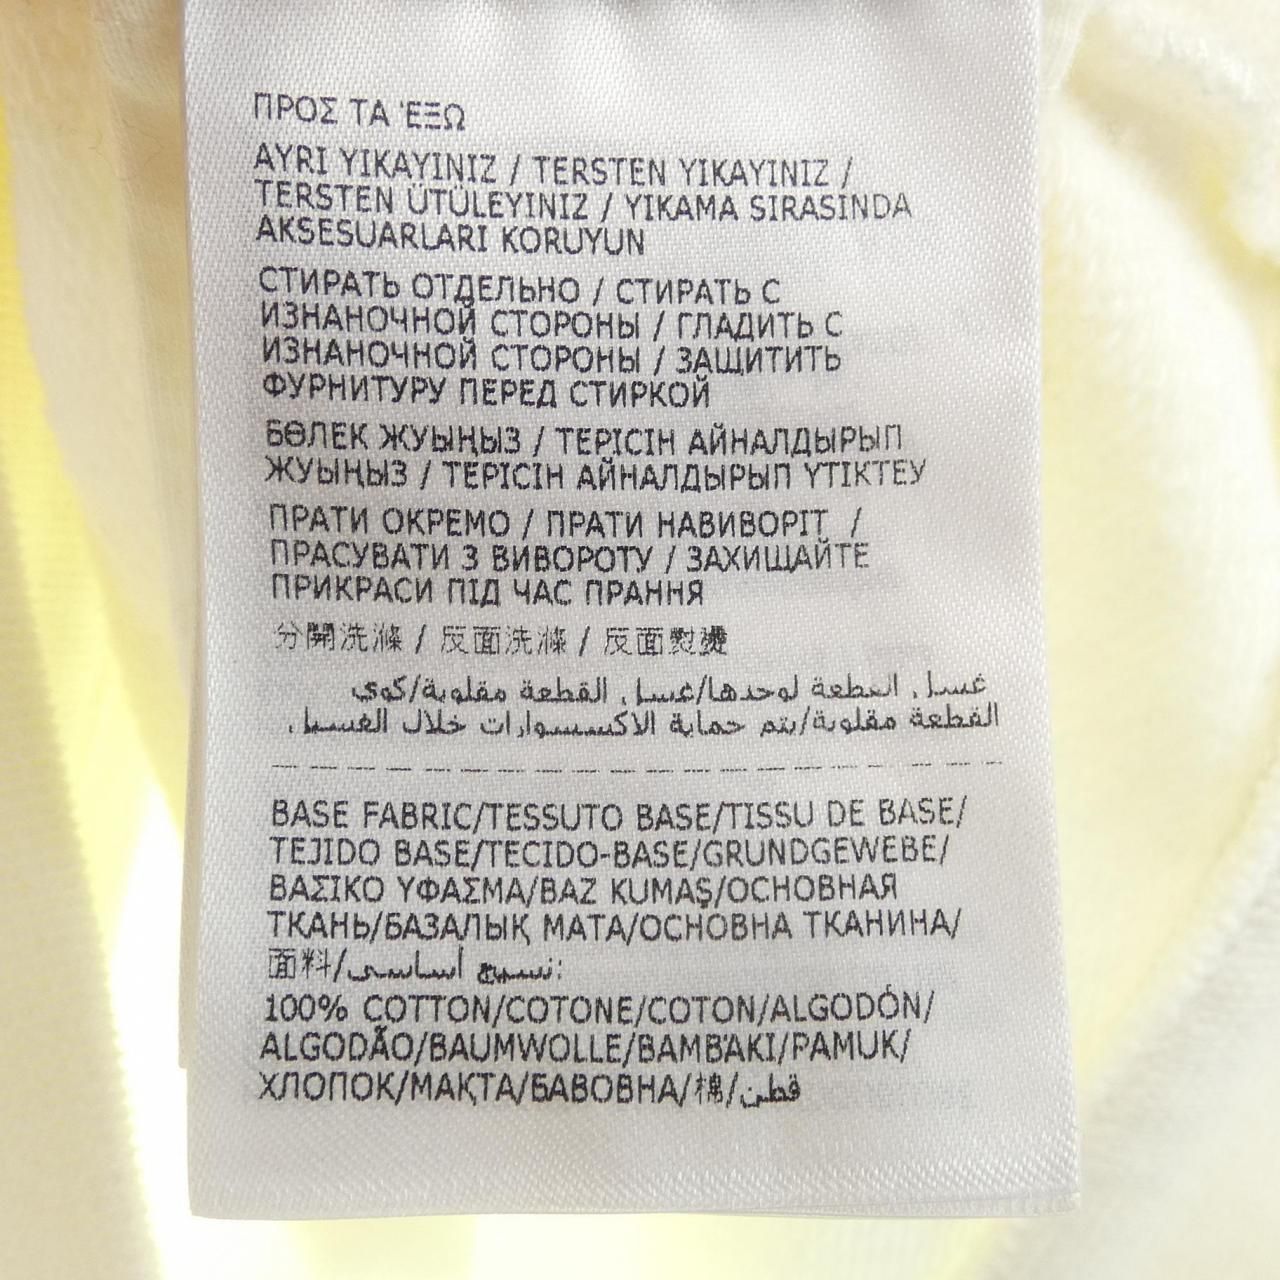 ΠΡΟΣ ΤΑ ΈΞΩ
AYRI YIKAYINIZ / TERSTEN YIKAYINIZ /
TERSTEN ÜTÜLEYINIZ / YIKAMA SIRASINDA
AKSESUARLARI KORUYUN
СТИРАТЬ ОТДЕЛЬНО / СТИРАТЬ С
ИЗНАНОЧНОЙ СТОРОНЫ / ГЛАДИТЬ С
ИЗНАНОЧНОЙ СТОРОНЫ / ЗАЩИТИТЬ
ФУРНИТУРУ ПЕРЕД СТИРКОЙ
БӨЛЕК ЖУЫҢЫЗ / ТЕРІСІН АЙНАЛДЫРЫП
ЖУЫҢЫЗ / ТЕРІСІН АЙНАЛДЫРЫП ҮТІКТЕУ
ПРАТИ ОКРЕМО / ПРАТИ НАВИВОРІТ /
ПРАСУВАТИ З ВИВОРОТУ / ЗАХИЩАЙТЕ
ПРИКРАСИ ПІД ЧАС ПРАННЯ
分開洗滌 / 反面洗滌 / 反面熨燙
غسل القطعة لوحدها/غسل القطعة مقلوبة/كوي
القطعة مقلوبة/يتم حماية الاكسسوارات خلال الغسيل.
BASE FABRIC/TESSUTO BASE/TISSU DE BASE/
TEJIDO BASE/TECIDO-BASE/GRUNDGEWEBE/
ΒΑΣΙΚΟ ΥΦΑΣΜΑ/BAZ KUMAŞ/ОСНОВНАЯ
ТКАНЬ/БАЗАЛЫҚ МАТА/ОСНОВНА ТКАНИНА/
面料/نسيج أساسي:
100% COTTON/COTONE/COTON/ALGODÓN/
ALGODÃO/BAUMWOLLE/ΒΑΜΒΆΚΙ/PAMUK/
ХЛОПОК/МАҚТА/БАВОВНА/棉/قطن